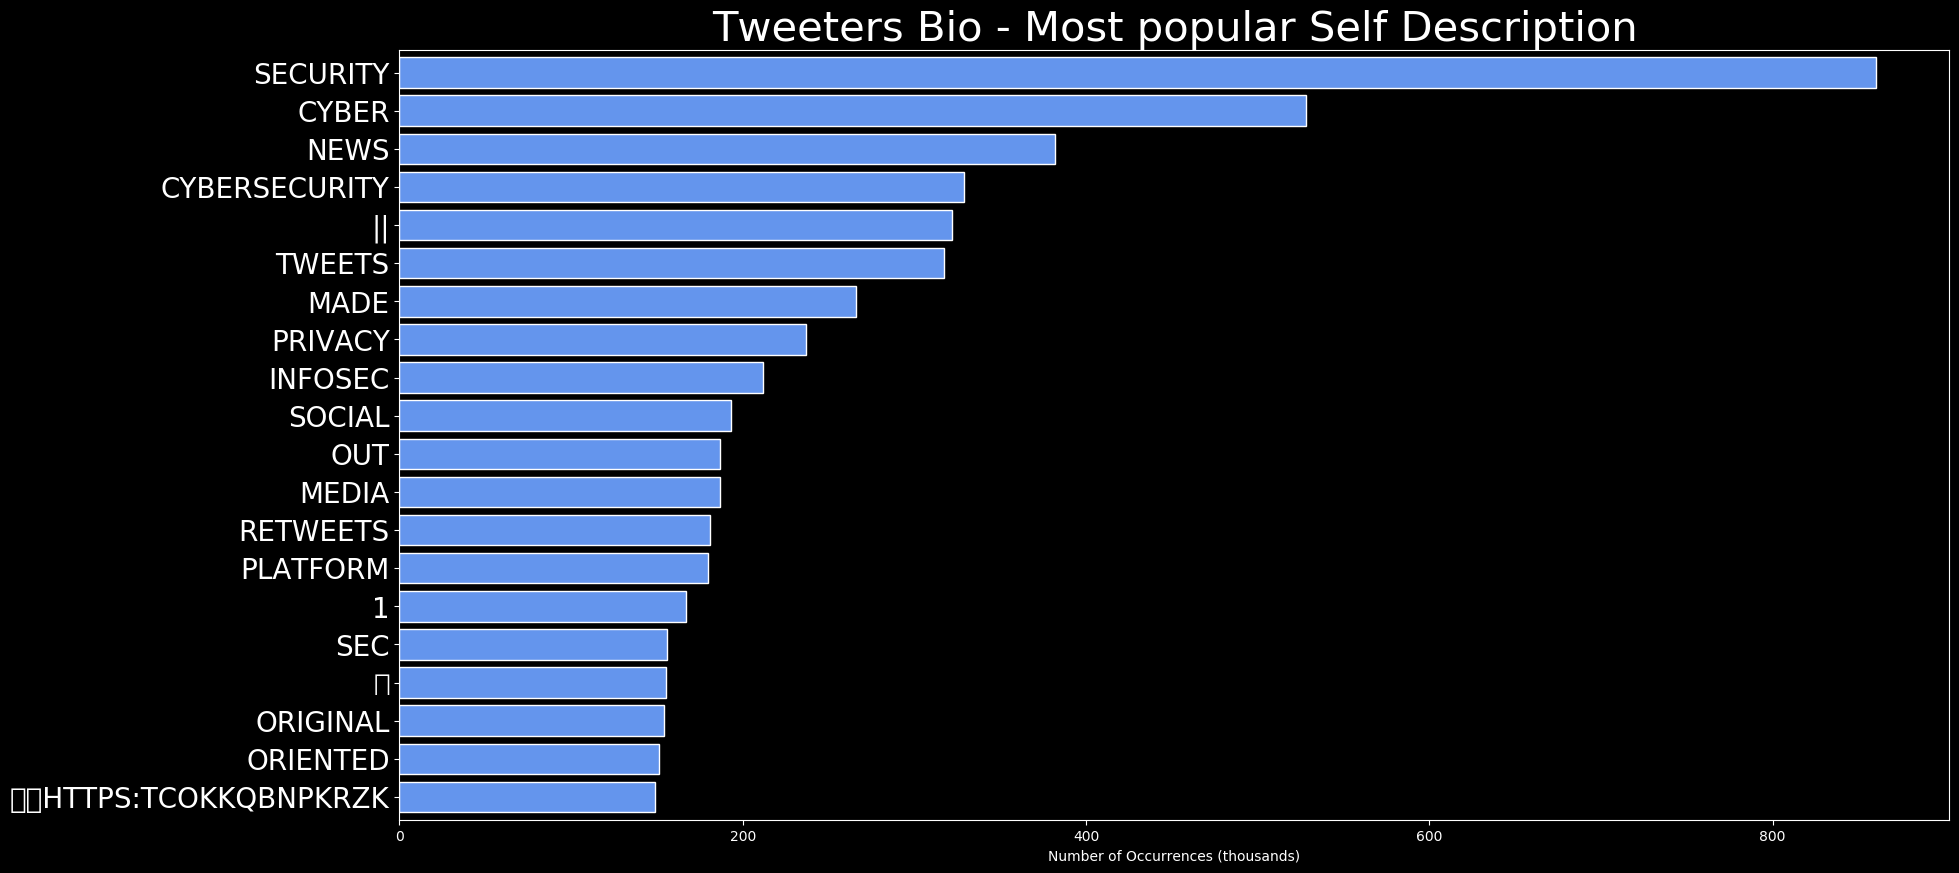 Tweeters Bio - Most popular Self Description
SECURITY
CYBER
NEWS
CYBERSECURITY
||
TWEETS
MADE
PRIVACY
INFOSEC
SOCIAL
OUT
MEDIA
RETWEETS
PLATFORM
1
SEC
ORIGINAL
ORIENTED
HTTPS:TCOKKQBNPKRZK
0 200 400 600 800
Number of Occurrences (thousands)